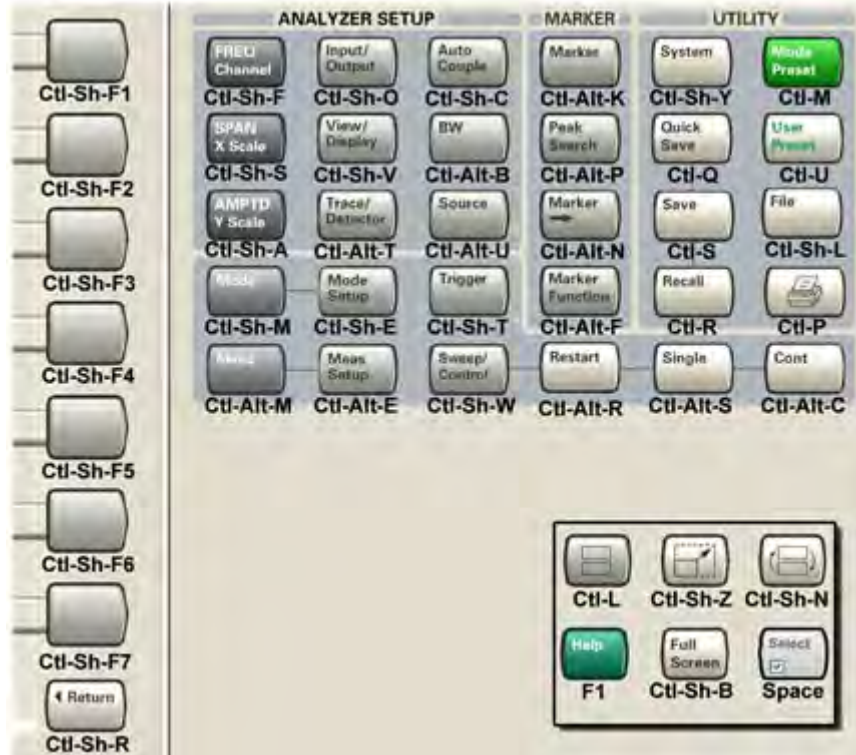 ANALYZER SETUP MARKER UTILITY
FREQ
Channel
Input/
Output
Auto
Couple
Marker
System
Mode
Preset
Ctl-Sh-F1 Ctl-Sh-F Ctl-Sh-O Ctl-Sh-C Ctl-Alt-K Ctl-Sh-Y Ctl-M
SPAN
X Scale
View/
Display
BW
Peak
Search
Quick
Save
User
Preset
Ctl-Sh-F2 Ctl-Sh-S Ctl-Sh-V Ctl-Alt-B Ctl-Alt-P Ctl-Q Ctl-U
AMPTD
Y Scale
Trace/
Detector
Source
Marker
Save
File
Ctl-Sh-F3 Ctl-Sh-A Ctl-Alt-T Ctl-Alt-U Ctl-Alt-N Ctl-S Ctl-Sh-L
Mode
Mode
Setup
Trigger
Marker
Function
Recall
Ctl-Sh-M Ctl-Sh-E Ctl-Sh-T Ctl-Alt-F Ctl-R Ctl-P
Ctl-Sh-F4
Meas
Meas
Setup
Sweep/
Control
Restart
Single
Cont
Ctl-Alt-M Ctl-Alt-E Ctl-Sh-W Ctl-Alt-R Ctl-Alt-S Ctl-Alt-C
Ctl-Sh-F5
Ctl-Sh-F6
Ctl-L Ctl-Sh-Z Ctl-Sh-N
Ctl-Sh-F7
Help
Full
Screen
Select
F1 Ctl-Sh-B Space
Return
Ctl-Sh-R